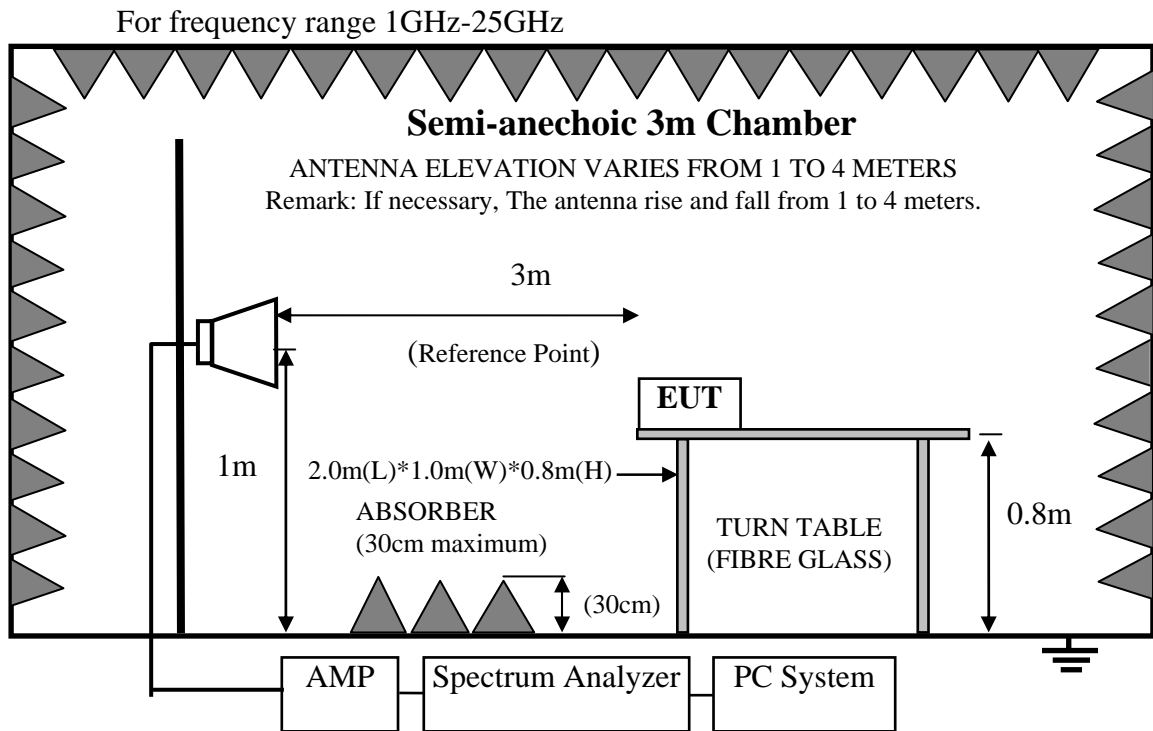 For frequency range 1GHz-25GHz
Semi-anechoic 3m Chamber
ANTENNA ELEVATION VARIES FROM 1 TO 4 METERS
Remark: If necessary, The antenna rise and fall from 1 to 4 meters.
3m
(Reference Point)
EUT
1m
2.0m(L)*1.0m(W)*0.8m(H)
ABSORBER
(30cm maximum)
TURN TABLE
(FIBRE GLASS)
0.8m
(30cm)
AMP
Spectrum Analyzer
PC System